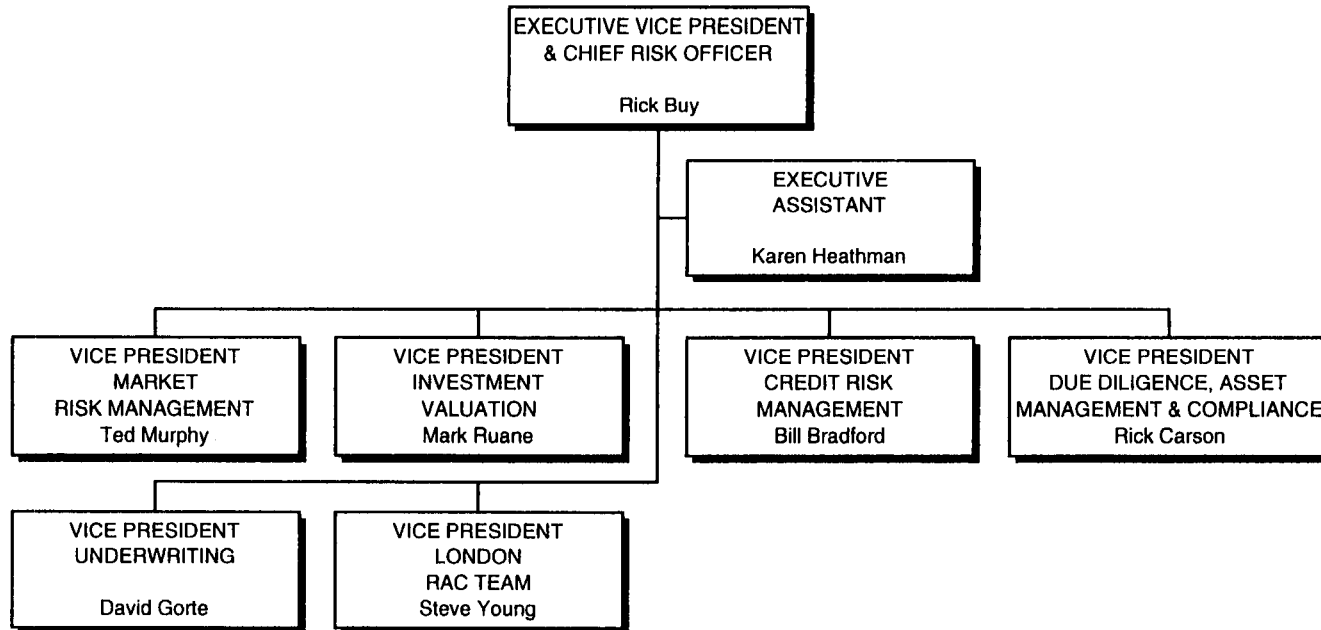 EXECUTIVE VICE PRESIDENT
& CHIEF RISK OFFICER
Rick Buy
EXECUTIVE
ASSISTANT
Karen Heathman
VICE PRESIDENT
MARKET
RISK MANAGEMENT
Ted Murphy
VICE PRESIDENT
INVESTMENT
VALUATION
Mark Ruane
VICE PRESIDENT
CREDIT RISK
MANAGEMENT
Bill Bradford
VICE PRESIDENT
DUE DILIGENCE, ASSET
MANAGEMENT & COMPLIANCE
Rick Carson
VICE PRESIDENT
UNDERWRITING
David Gorte
VICE PRESIDENT
LONDON
RAC TEAM
Steve Young